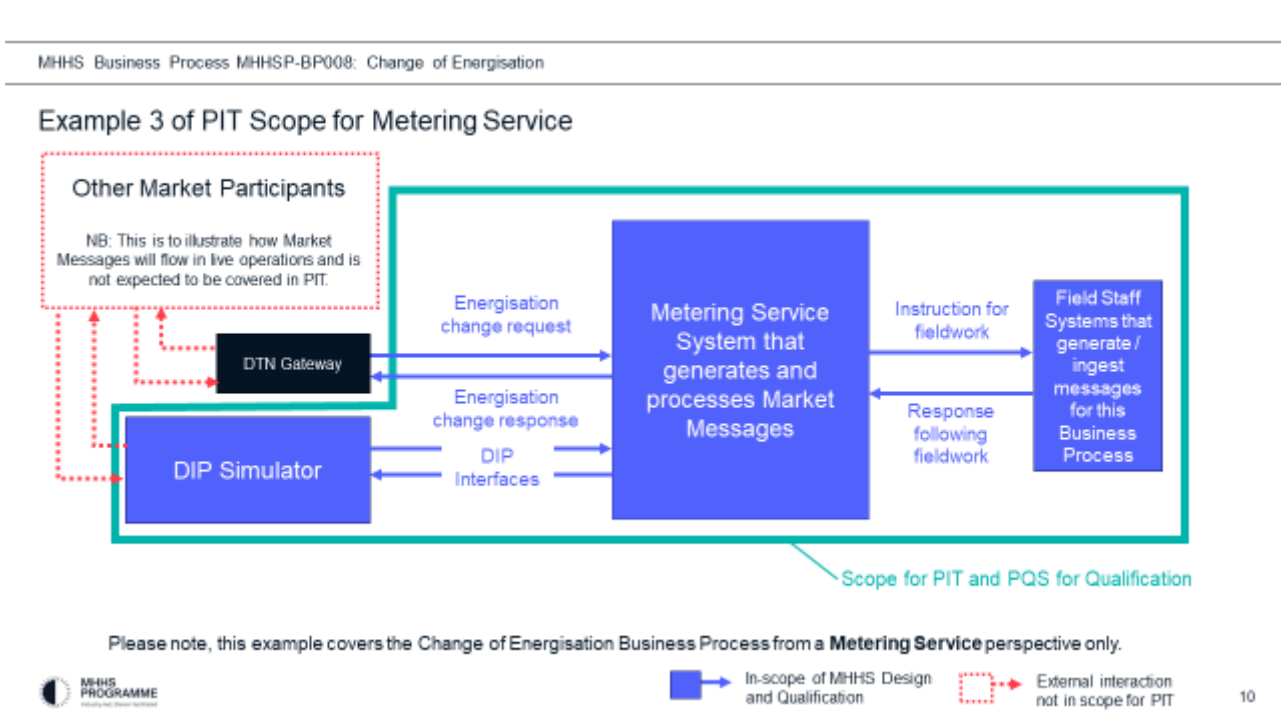 MHHS Business Process MHHSP-BP008: Change of Energisation
Example 3 of PIT Scope for Metering Service
Other Market Participants
NB: This is to illustrate how Market
Messages will flow in live operations and is
not expected to be covered in PIT.
DTN Gateway
DIP Simulator
Energisation
change request
Energisation
change response
DIP
Interfaces
Metering Service
System that
generates and
processes Market
Messages
Instruction for
fieldwork
Response
following
fieldwork
Field Staff
Systems that
generate /
ingest
messages
for this
Business
Process
Scope for PIT and PQS for Qualification
Please note, this example covers the Change of Energisation Business Process from a Metering Service perspective only.
MHHS
PROGRAMME
Industry-led, Elexon facilitated
In-scope of MHHS Design
and Qualification
External interaction
not in scope for PIT
10